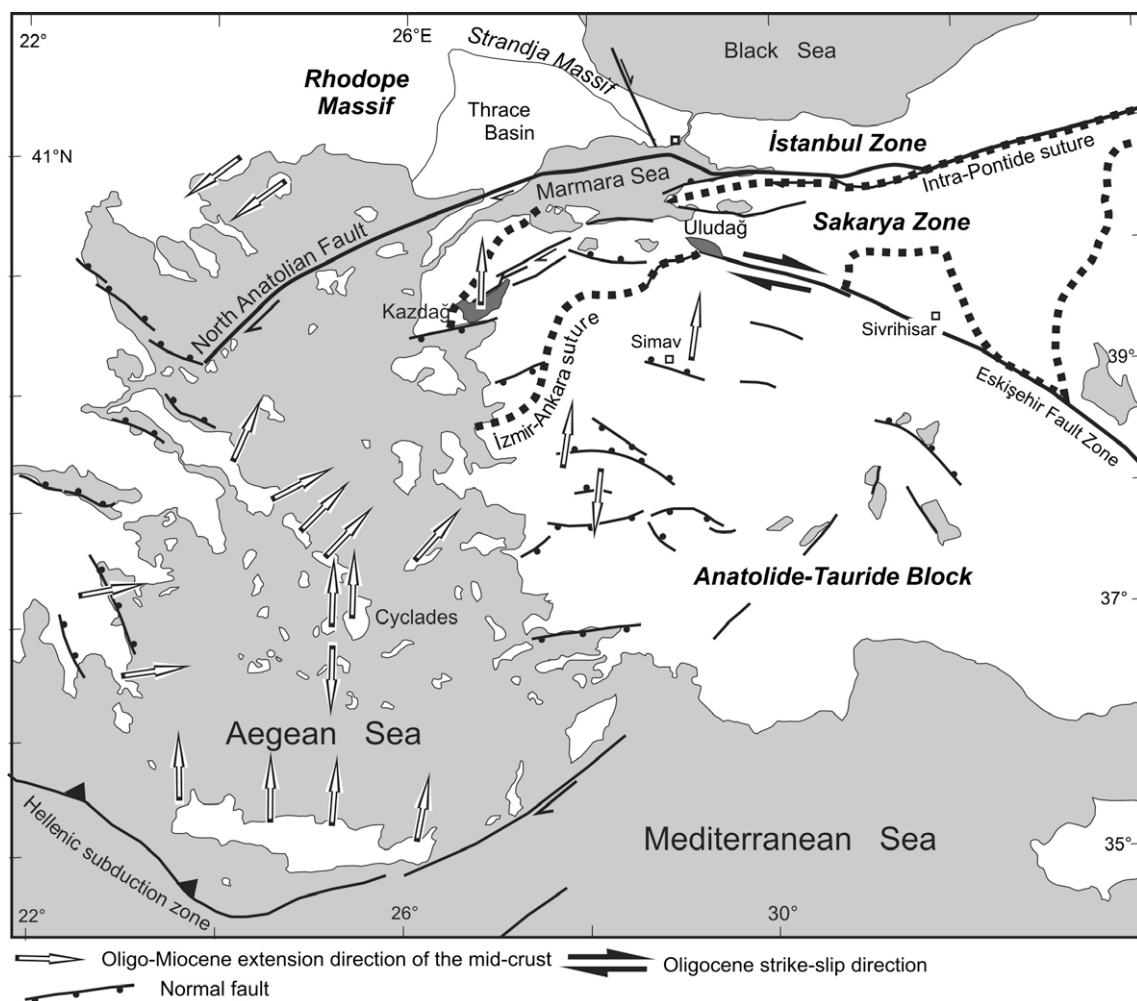 22°
26°E
Strandja Massif
Black Sea
Rhodope
Massif
Thrace
Basin
41°N
İstanbul Zone
Intra-Pontide suture
Marmara Sea
Uludağ
Sakarya Zone
North Anatolian Fault
Kazdağ
Sivrihisar
Simav
39°
İzmir-Ankara suture
Eskişehir Fault Zone
Anatolide-Tauride Block
37°
Cyclades
Aegean Sea
Mediterranean Sea
35°
Hellenic subduction zone
22°
26°
30°
Oligo-Miocene extension direction of the mid-crust
Oligocene strike-slip direction
Normal fault